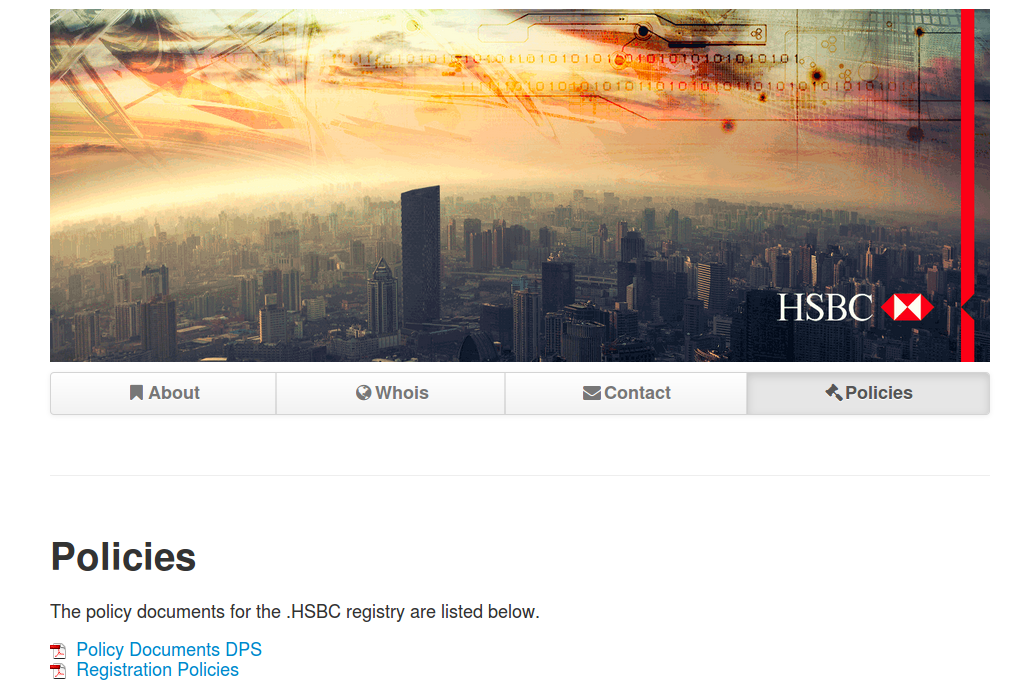 1010101010101010101010101
HSBC
About
Whois
Contact
Policies
Policies
The policy documents for the .HSBC registry are listed below.
Policy Documents DPS
Registration Policies